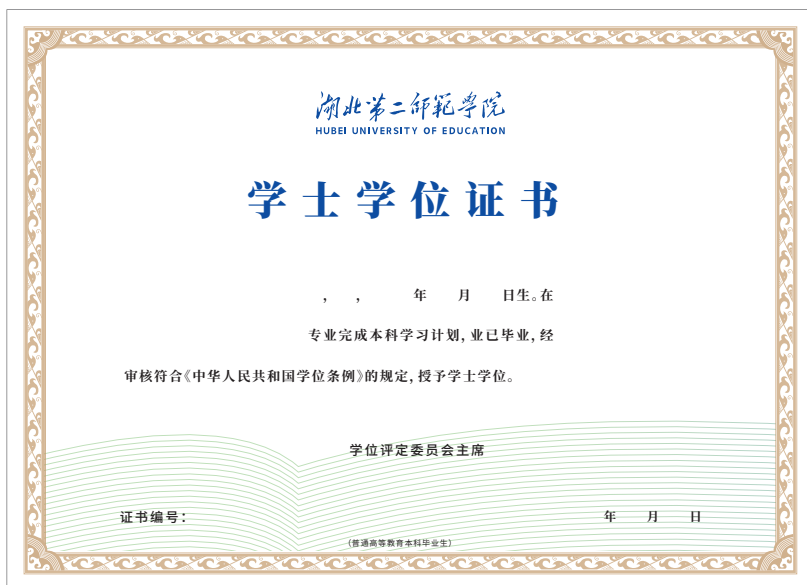 湖北第二师範学院
HUBEI UNIVERSITY OF EDUCATION
学士学位证书
， ， 年 月 日生。在
专业完成本科学习计划，业已毕业，经
审核符合《中华人民共和国学位条例》的规定，授予学士学位。
学位评定委员会主席
证书编号： 年 月 日
（普通高等教育本科毕业生）